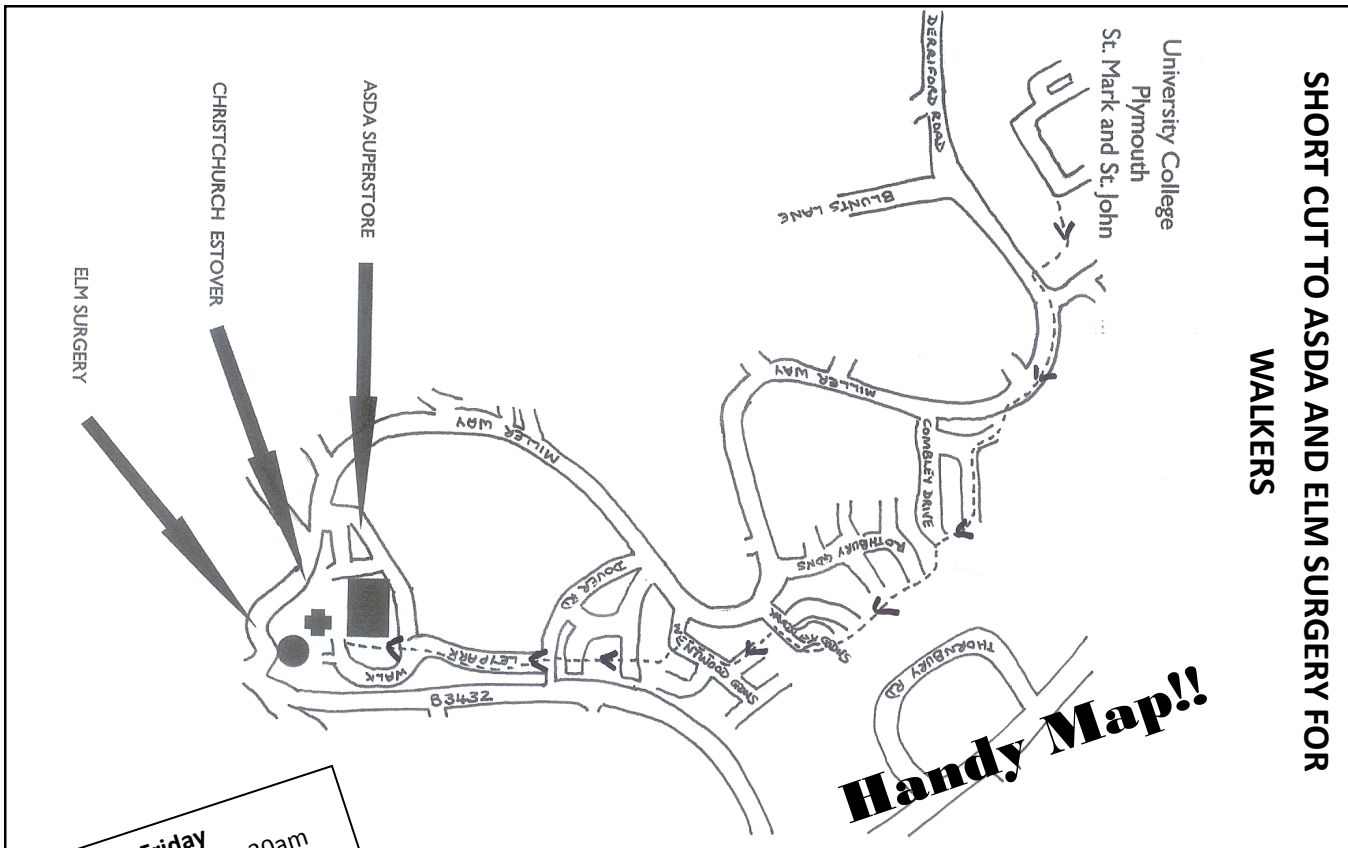 SHORT CUT TO ASDA AND ELM SURGERY FOR
WALKERS
University College
Plymouth
St. Mark and St. John
DERRIFORD ROAD
BLUNTS LANE
MILLER WAY
COMBLEY DRIVE
ROTHBURY GDNS
THORNBURY RD
Handy Map!!
GDNS
WENTWOOD GDNS
DOVER RD
MILLER WAY
LEYPARK
WALK
B3432
ASDA SUPERSTORE
CHRISTCHURCH ESTOVER
ELM SURGERY
Friday